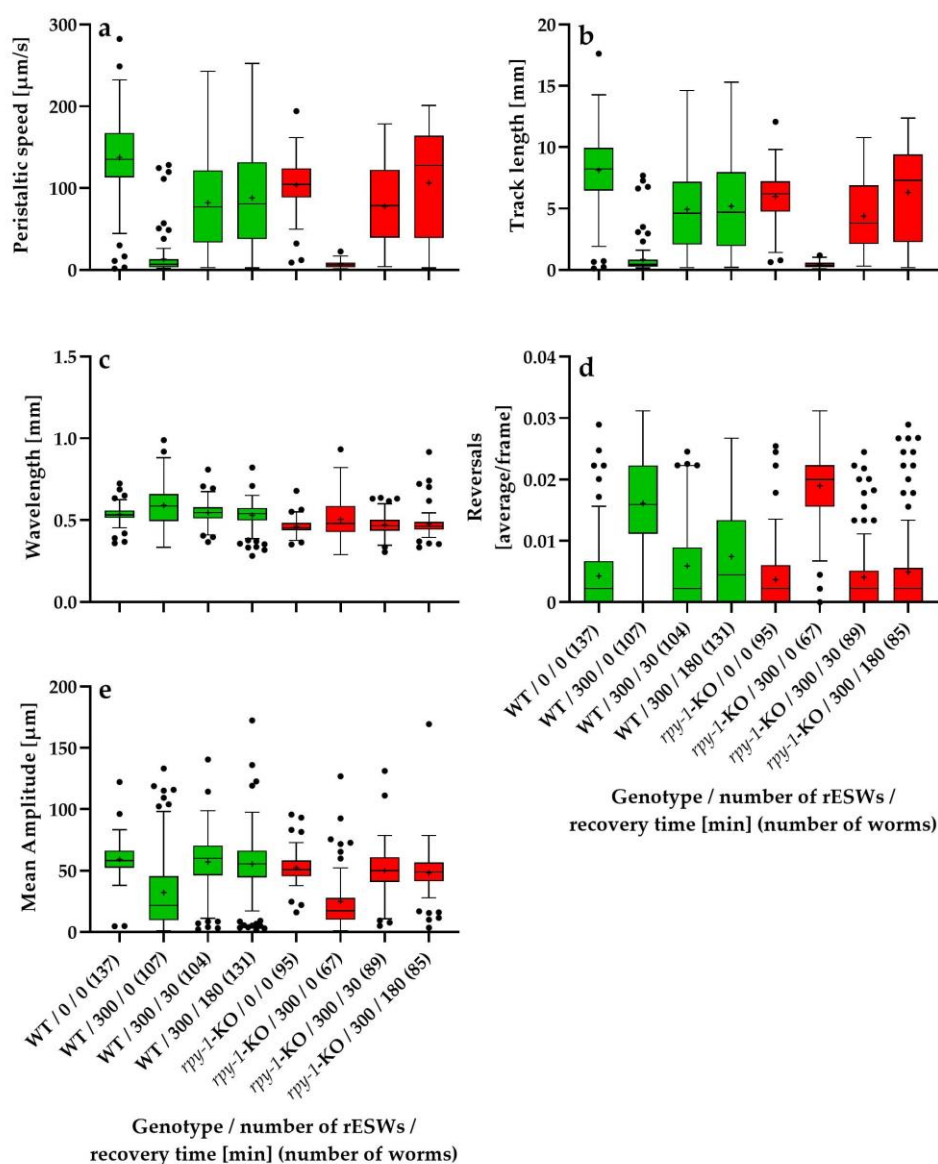 a
Peristaltic speed [µm/s]
300
200
100
0
b
Track length [mm]
20
15
10
5
0
c
Wavelength [mm]
1.5
1.0
0.5
0.0
d
Reversals
[average/frame]
0.04
0.03
0.02
0.01
0
WT / 0 / 0 (137)
WT / 300 / 0 (107)
WT / 300 / 30 (104)
WT / 300 / 180 (131)
rpy-1-KO / 0 / 0 (95)
rpy-1-KO / 300 / 0 (67)
rpy-1-KO / 300 / 30 (89)
rpy-1-KO / 300 / 180 (85)
Genotype / number of rESWs /
recovery time [min] (number of worms)
e
Mean Amplitude [µm]
200
150
100
50
0
WT / 0 / 0 (137)
WT / 300 / 0 (107)
WT / 300 / 30 (104)
WT / 300 / 180 (131)
rpy-1-KO / 0 / 0 (95)
rpy-1-KO / 300 / 0 (67)
rpy-1-KO / 300 / 30 (89)
rpy-1-KO / 300 / 180 (85)
Genotype / number of rESWs /
recovery time [min] (number of worms)